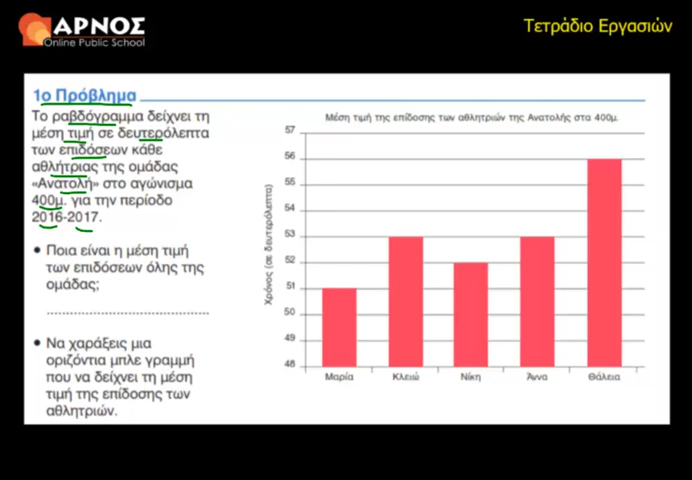 ΑΡΝΟΣ
Online Public School
Τετράδιο Εργασιών
1ο Πρόβλημα
Το ραβδόγραμμα δείχνει τη
μέση τιμή σε δευτερόλεπτα
των επιδόσεων κάθε
αθλήτριας της ομάδας
«Ανατολή» στο αγώνισμα
400μ. για την περίοδο
2016-2017.
• Ποια είναι η μέση τιμή
των επιδόσεων όλης της
ομάδας;
• Να χαράξεις μια
οριζόντια μπλε γραμμή
που να δείχνει τη μέση
τιμή της επίδοσης των
αθλητριών.
Μέση τιμή της επίδοσης των αθλητριών της Ανατολής στα 400μ.
Χρόνος (σε δευτερόλεπτα)
57
56
55
54
53
52
51
50
49
48
Μαρία Κλειώ Νίκη Άννα Θάλεια